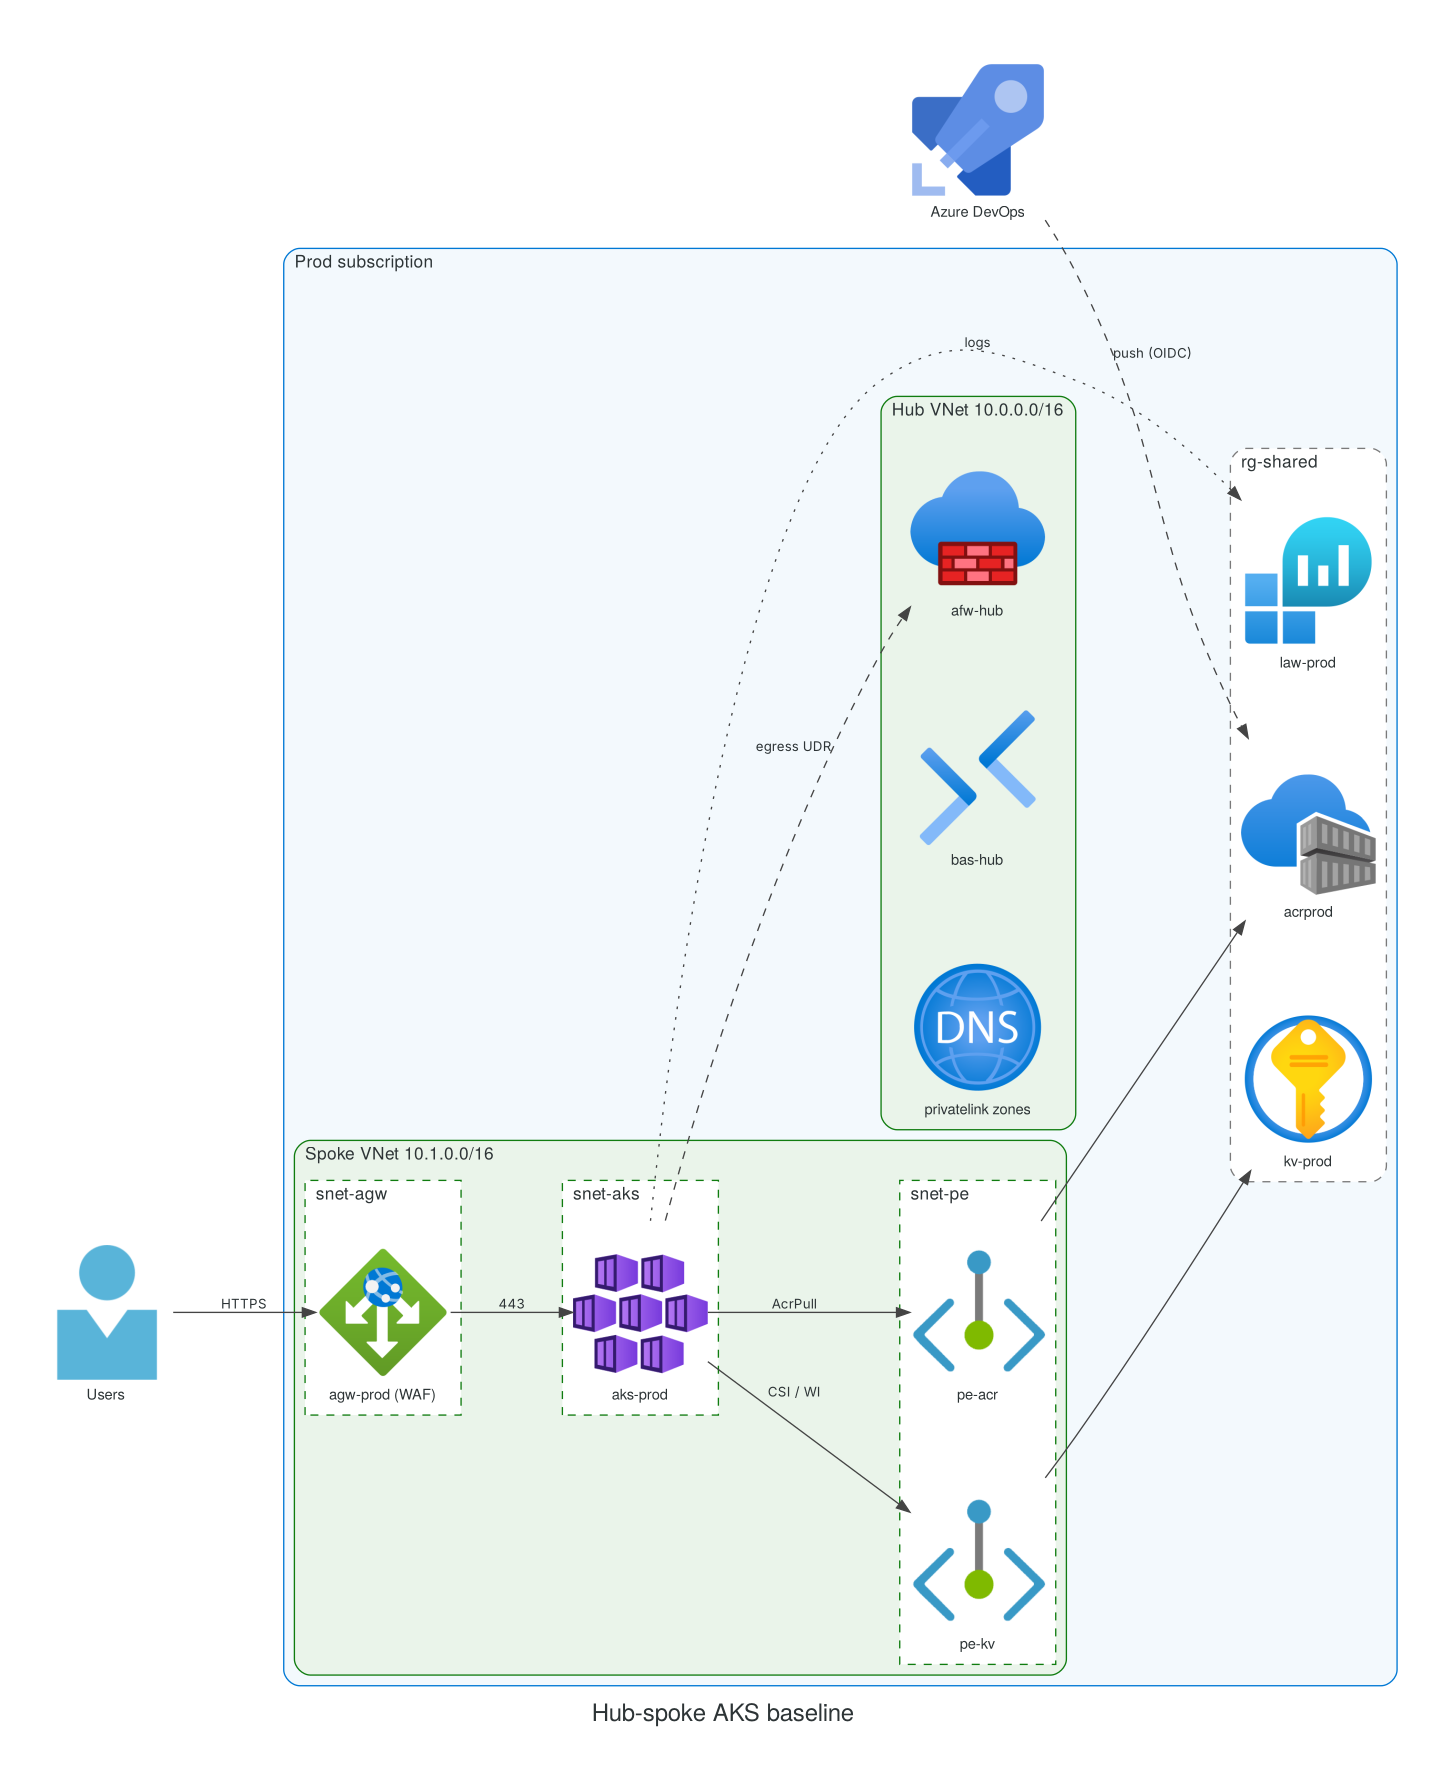 Azure DevOps
Prod subscription
logs
push (OIDC)
Hub VNet 10.0.0.0/16
rg-shared
afw-hub
law-prod
egress UDR
bas-hub
acrprod
DNS
privatelink zones
kv-prod
Spoke VNet 10.1.0.0/16
snet-agw
snet-aks
snet-pe
HTTPS
443
AcrPull
Users
agw-prod (WAF)
aks-prod
pe-acr
CSI / WI
pe-kv
Hub-spoke AKS baseline